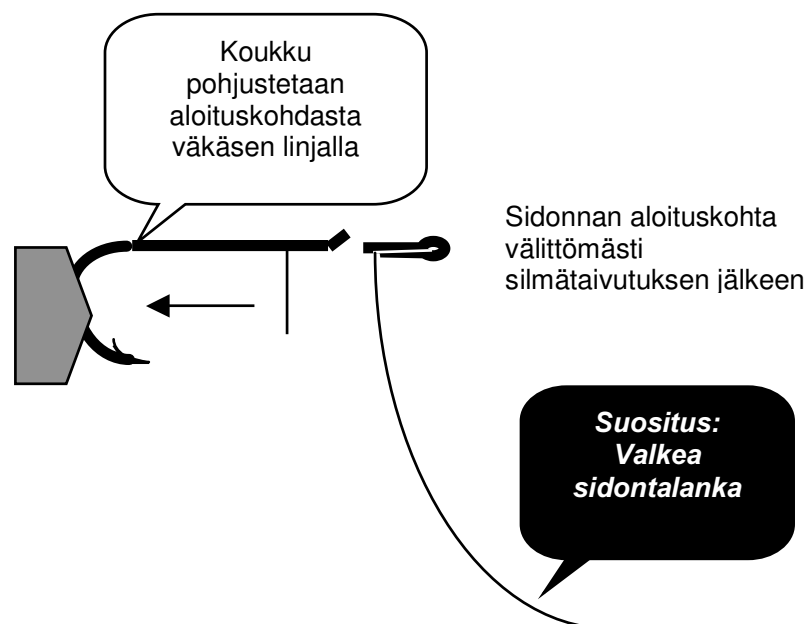 Koukku
pohjustetaan
aloituskohdasta
väkäsen linjalla
Sidonnan aloituskohta
välittömästi
silmätaivutuksen jälkeen
Suositus:
Valkea
sidontalanka